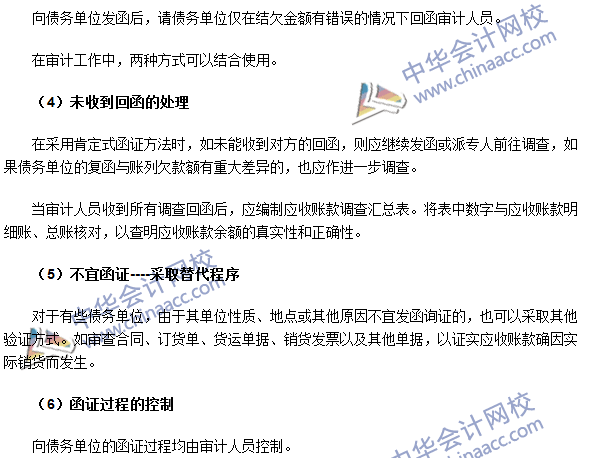 向债务单位发函后，请债务单位仅在结欠金额有错误的情况下回函审计人员。
在审计工作中，两种方式可以结合使用。
中华会计网校
www.chinaacc.com
（4）未收到回函的处理
在采用肯定式函证方法时，如未能收到对方的回函，则应继续发函或派专人前往调查，如
果债务单位的复函与账列欠款额有重大差异的，也应作进一步调查。
当审计人员收到所有调查回函后，应编制应收账款调查汇总表。将表中数字与应收账款明
细账、总账核对，以查明应收账款余额的真实性和正确性。
（5）不宜函证----采取替代程序
对于有些债务单位，由于其单位性质、地点或其他原因不宜发函询证的，也可以采取其他
验证方式。如审查合同、订货单、货运单据、销货发票以及其他单据，以证实应收账款确因实
际销货而发生。
中华会计网校
www.chinaacc.com
（6）函证过程的控制
向债务单位的函证过程均由审计人员控制。
中华会计网校
www.chinaacc.com